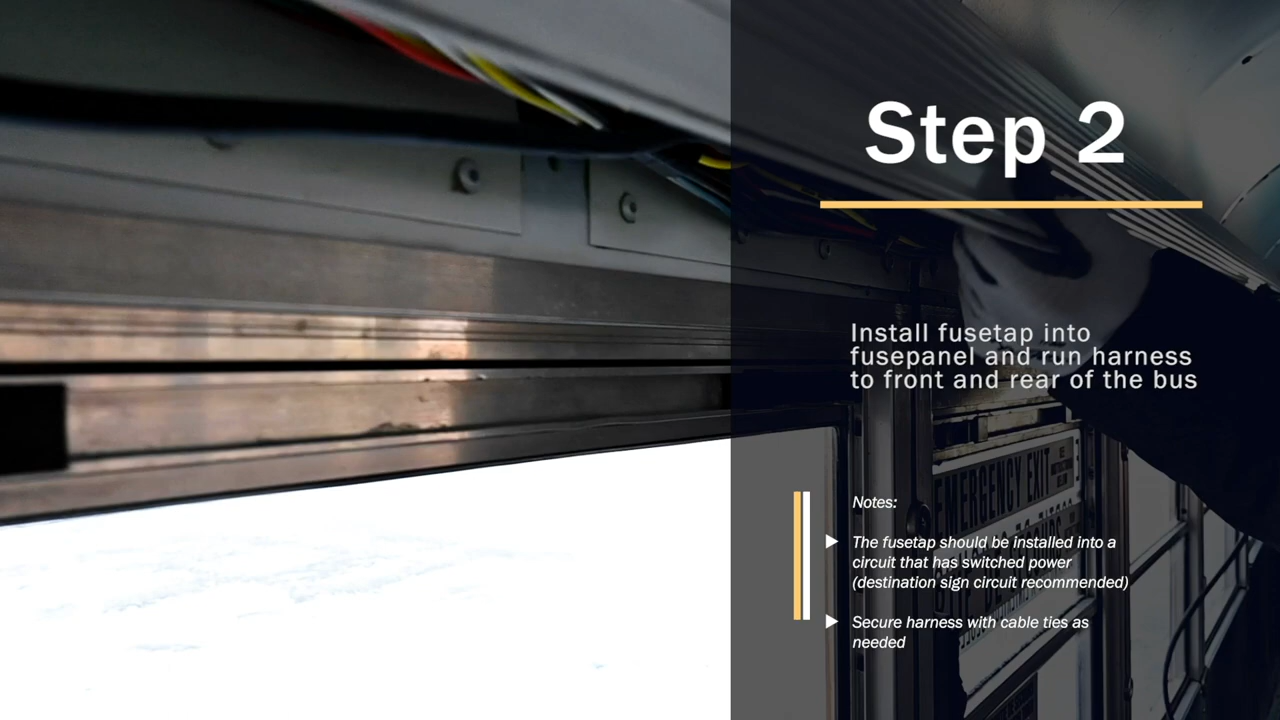 Step 2
Install fusetap into
fusepanel and run harness
to front and rear of the bus
Notes:
The fusetap should be installed into a
circuit that has switched power
(destination sign circuit recommended)
Secure harness with cable ties as
needed
EMERGENCY EXIT